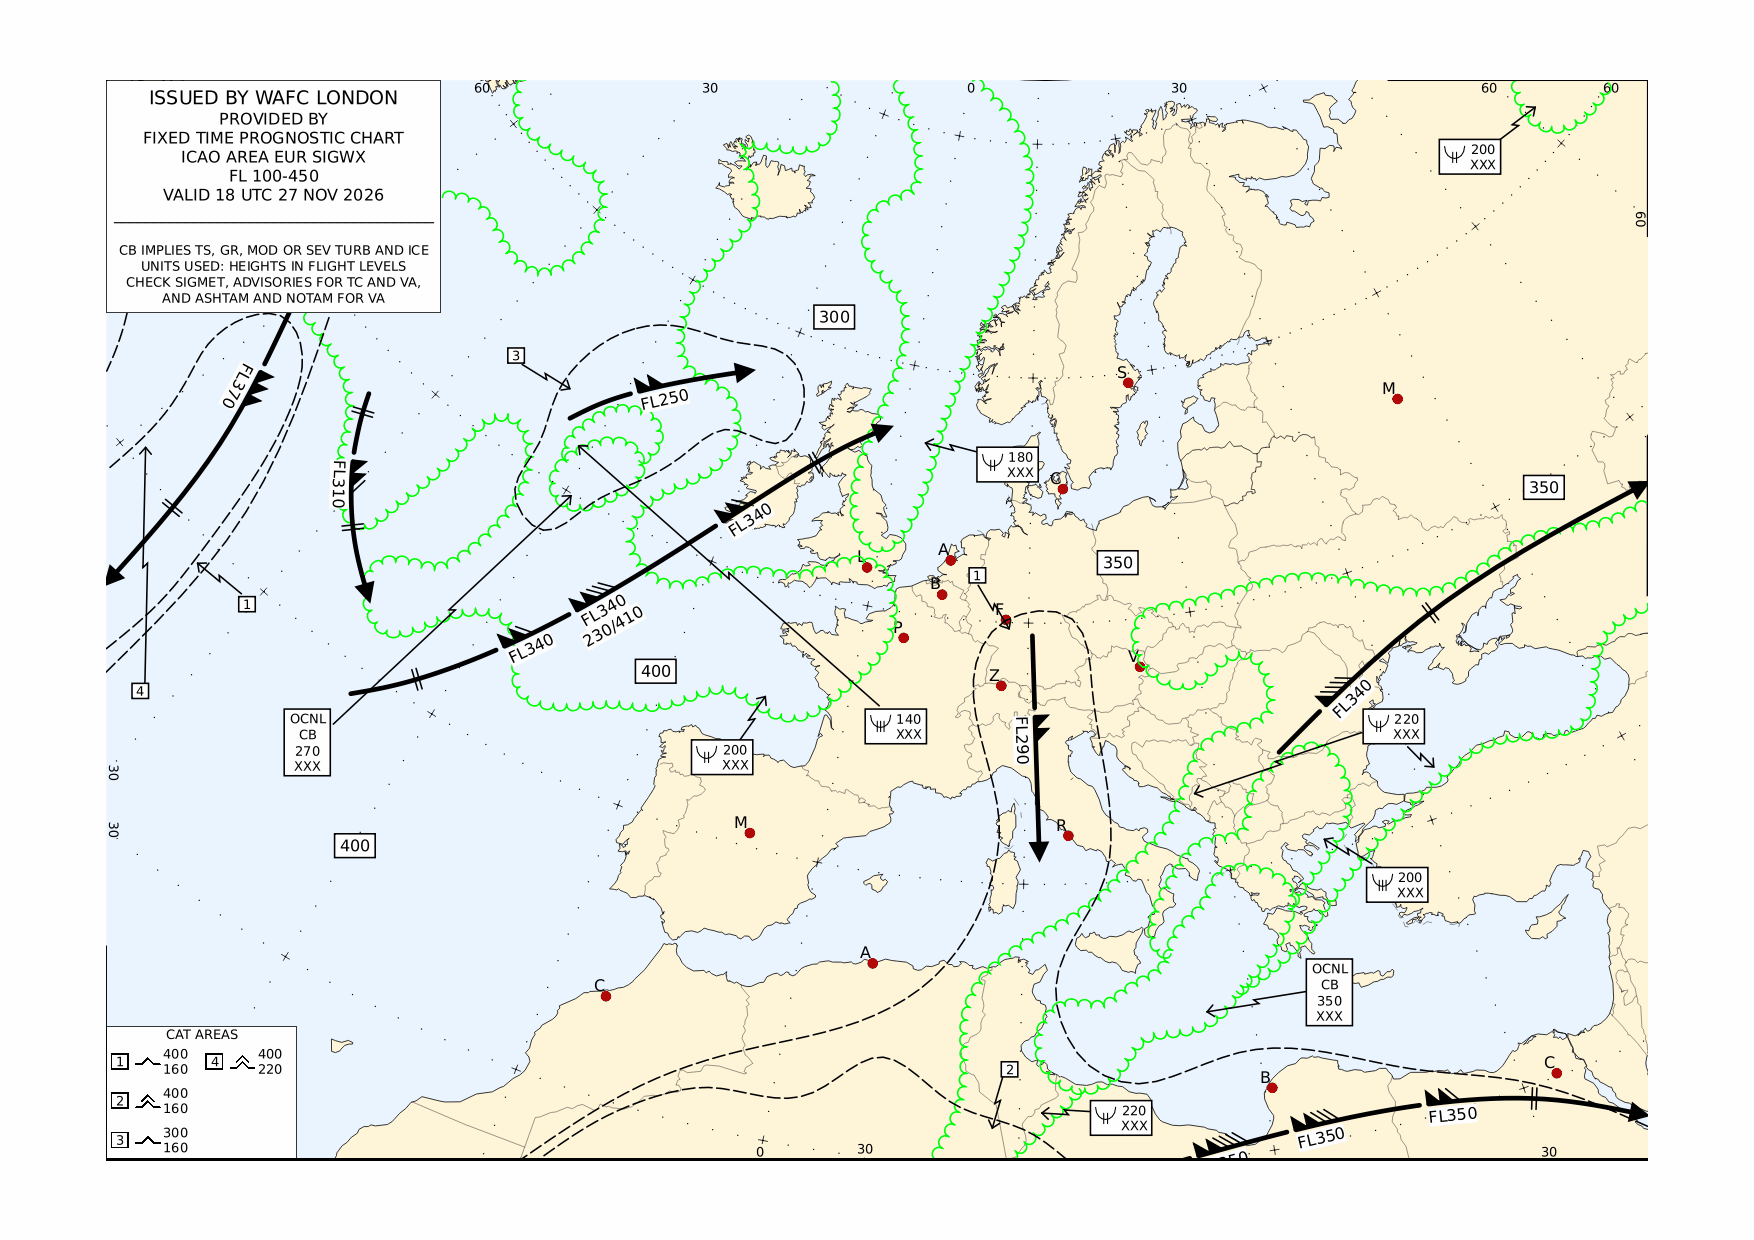 ISSUED BY WAFC LONDON
PROVIDED BY
FIXED TIME PROGNOSTIC CHART
ICAO AREA EUR SIGWX
FL 100-450
VALID 18 UTC 27 NOV 2026
CB IMPLIES TS, GR, MOD OR SEV TURB AND ICE
UNITS USED: HEIGHTS IN FLIGHT LEVELS
CHECK SIGMET, ADVISORIES FOR TC AND VA,
AND ASHTAM AND NOTAM FOR VA
60
30
0
30
60
60
200
XXX
60
300
3
FL370
FL250
S
M
FL310
180
XXX
C
350
FL340
A
350
L
1
B
1
FL340
230/410
F
FL340
P
V
400
Z
4
FL340
OCNL
CB
270
XXX
140
XXX
220
XXX
200
XXX
FL290
30
M
R
30
400
200
XXX
A
C
OCNL
CB
350
XXX
CAT AREAS
1
400
160
4
400
220
2
400
160
3
300
160
2
B
C
220
XXX
FL350
FL350
0
30
30